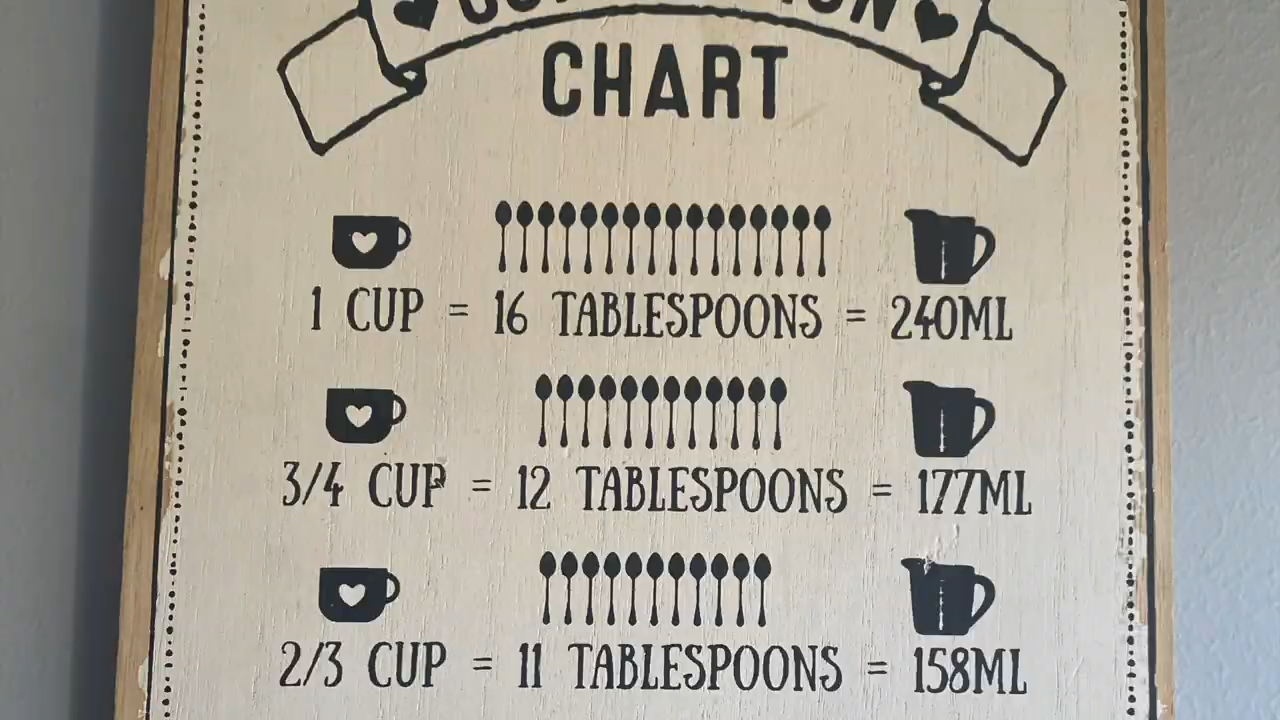 CHART
1 CUP = 16 TABLESPOONS = 240ML
3/4 CUP = 12 TABLESPOONS = 177ML
2/3 CUP = 11 TABLESPOONS = 158ML